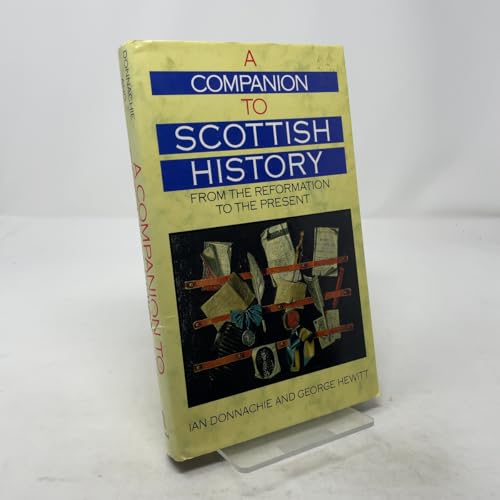 A
COMPANION
TO
SCOTTISH
HISTORY
FROM THE REFORMATION
TO THE PRESENT
IAN DONNACHIE AND GEORGE HEWITT
DONNACHIE
A COMPANION TO